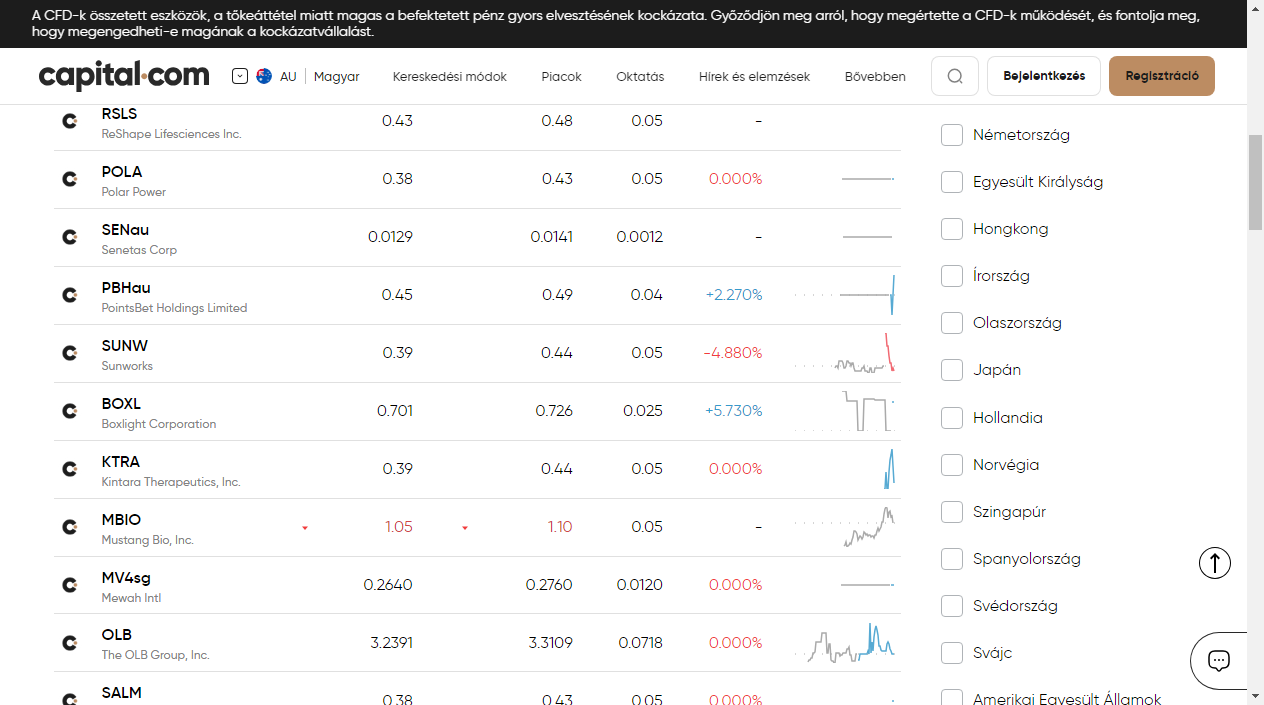 A CFD-k összetett eszközök, a tőkeáttétel miatt magas a befektetett pénz gyors elvesztésének kockázata. Győződjön meg arról, hogy megértette a CFD-k működését, és fontolja meg,
hogy megengedheti-e magának a kockázatvállalást.
capital.com AU Magyar Kereskedési módok Piacok Oktatás Hírek és elemzések Bővebben Bejelentkezés Regisztráció
RSLS 0.43 0.48 0.05 -
ReShape Lifesciences Inc.
POLA 0.38 0.43 0.05 0.000%
Polar Power
SENau 0.0129 0.0141 0.0012 -
Senetas Corp
PBHau 0.45 0.49 0.04 +2.270%
PointsBet Holdings Limited
SUNW 0.39 0.44 0.05 -4.880%
Sunworks
BOXL 0.701 0.726 0.025 +5.730%
Boxlight Corporation
KTRA 0.39 0.44 0.05 0.000%
Kintara Therapeutics, Inc.
MBIO 1.05 1.10 0.05 -
Mustang Bio, Inc.
MV4sg 0.2640 0.2760 0.0120 0.000%
Mewah Intl
OLB 3.2391 3.3109 0.0718 0.000%
The OLB Group, Inc.
SALM 0.38 0.43 0.05 0.000%
Németország
Egyesült Királyság
Hongkong
Írország
Olaszország
Japán
Hollandia
Norvégia
Szingapúr
Spanyolország
Svédország
Svájc
Amerikai Egyesült Államok